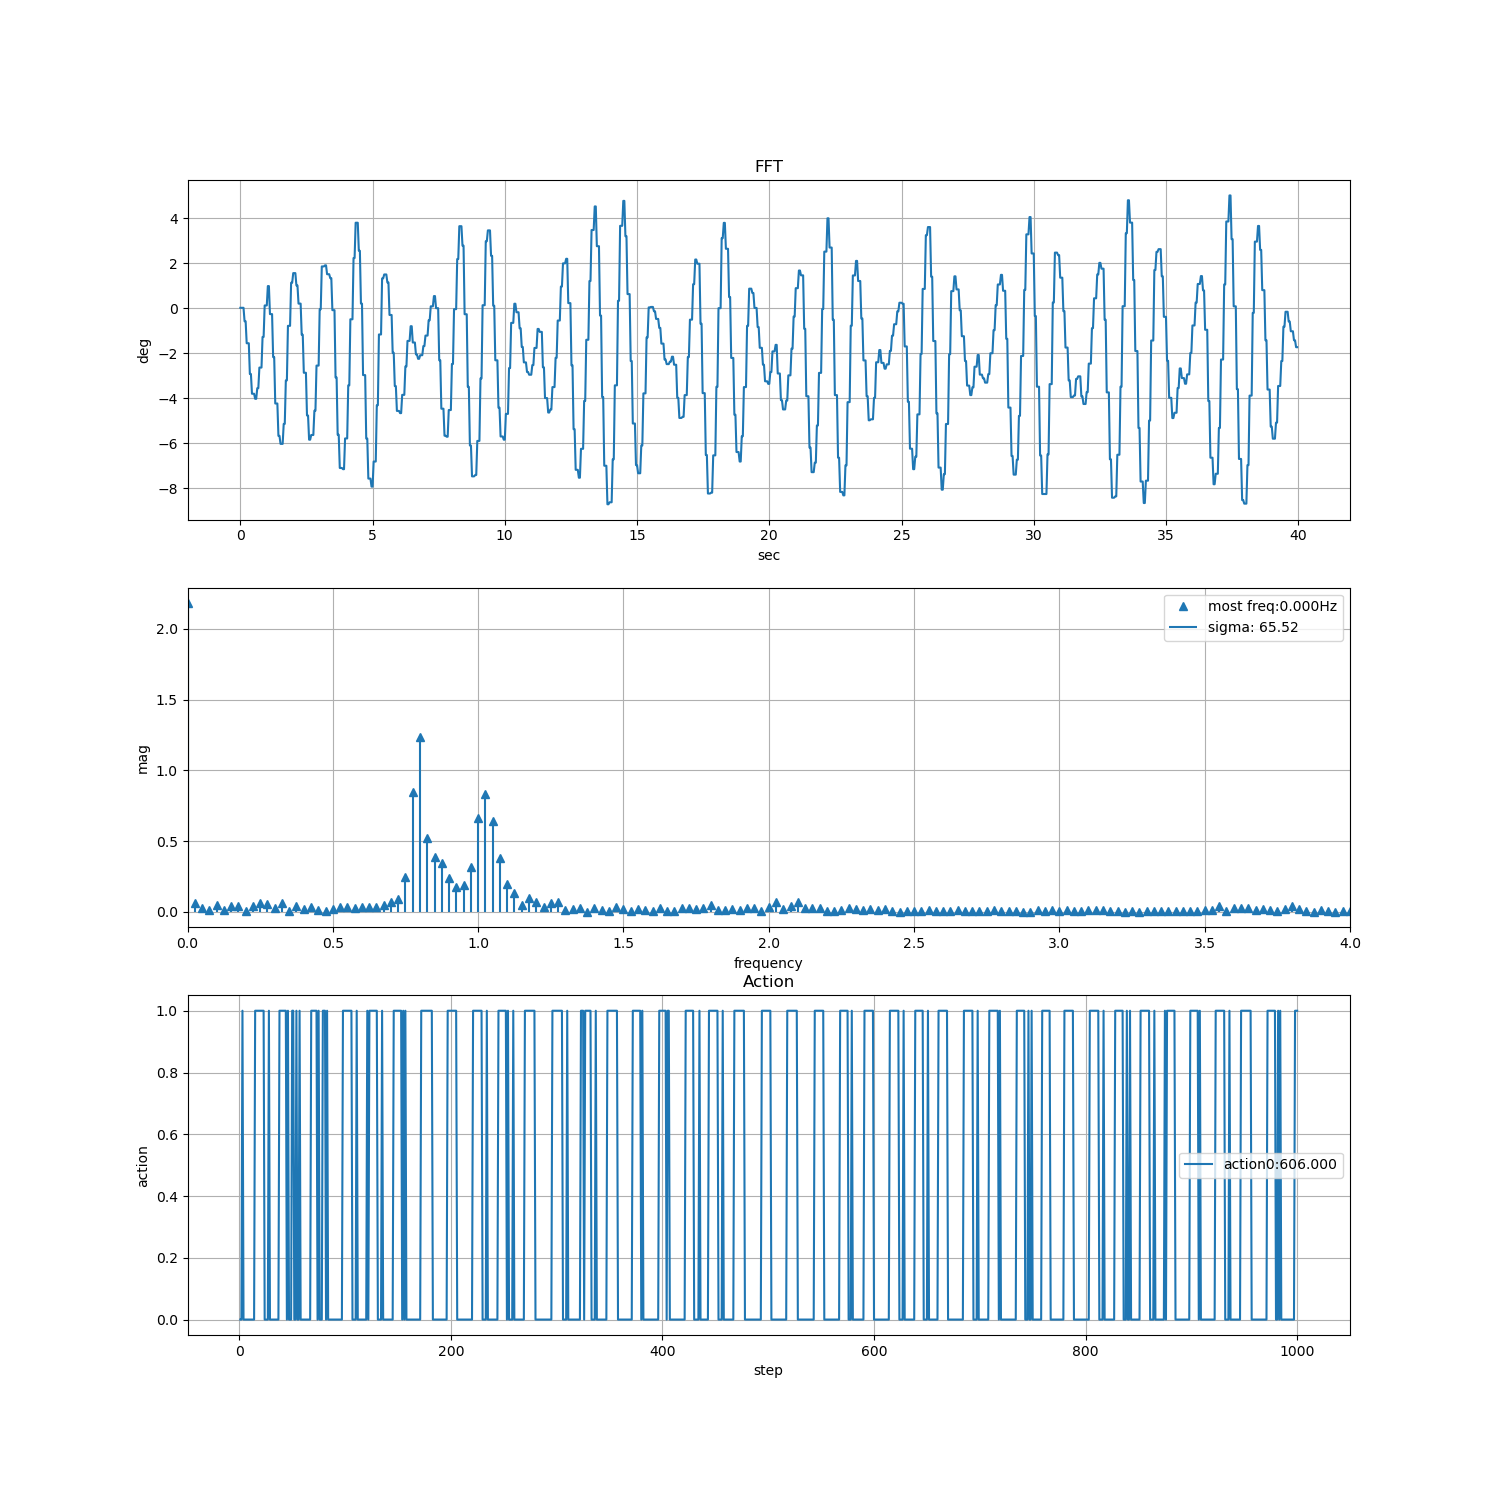 FFT
4
2
0
−2
−4
−6
−8
deg
0 5 10 15 20 25 30 35 40
sec
2.0
1.5
1.0
0.5
0.0
mag
most freq:0.000Hz
sigma: 65.52
0.0 0.5 1.0 1.5 2.0 2.5 3.0 3.5 4.0
frequency
Action
1.0
0.8
0.6
0.4
0.2
0.0
action
action0:606.000
0 200 400 600 800 1000
step